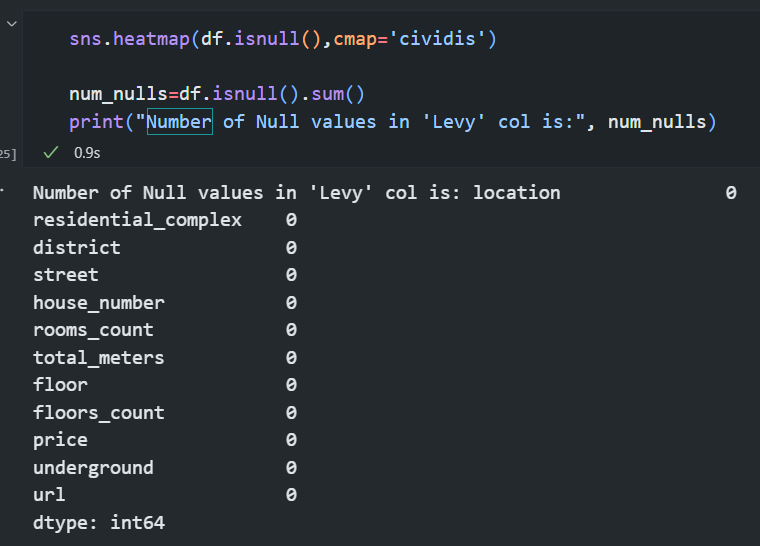 sns.heatmap(df.isnull(),cmap='cividis')
num_nulls=df.isnull().sum()
print("Number of Null values in 'Levy' col is:", num_nulls)
25]
0.9s
Number of Null values in 'Levy' col is: location 0
residential_complex 0
district 0
street 0
house_number 0
rooms_count 0
total_meters 0
floor 0
floors_count 0
price 0
underground 0
url 0
dtype: int64